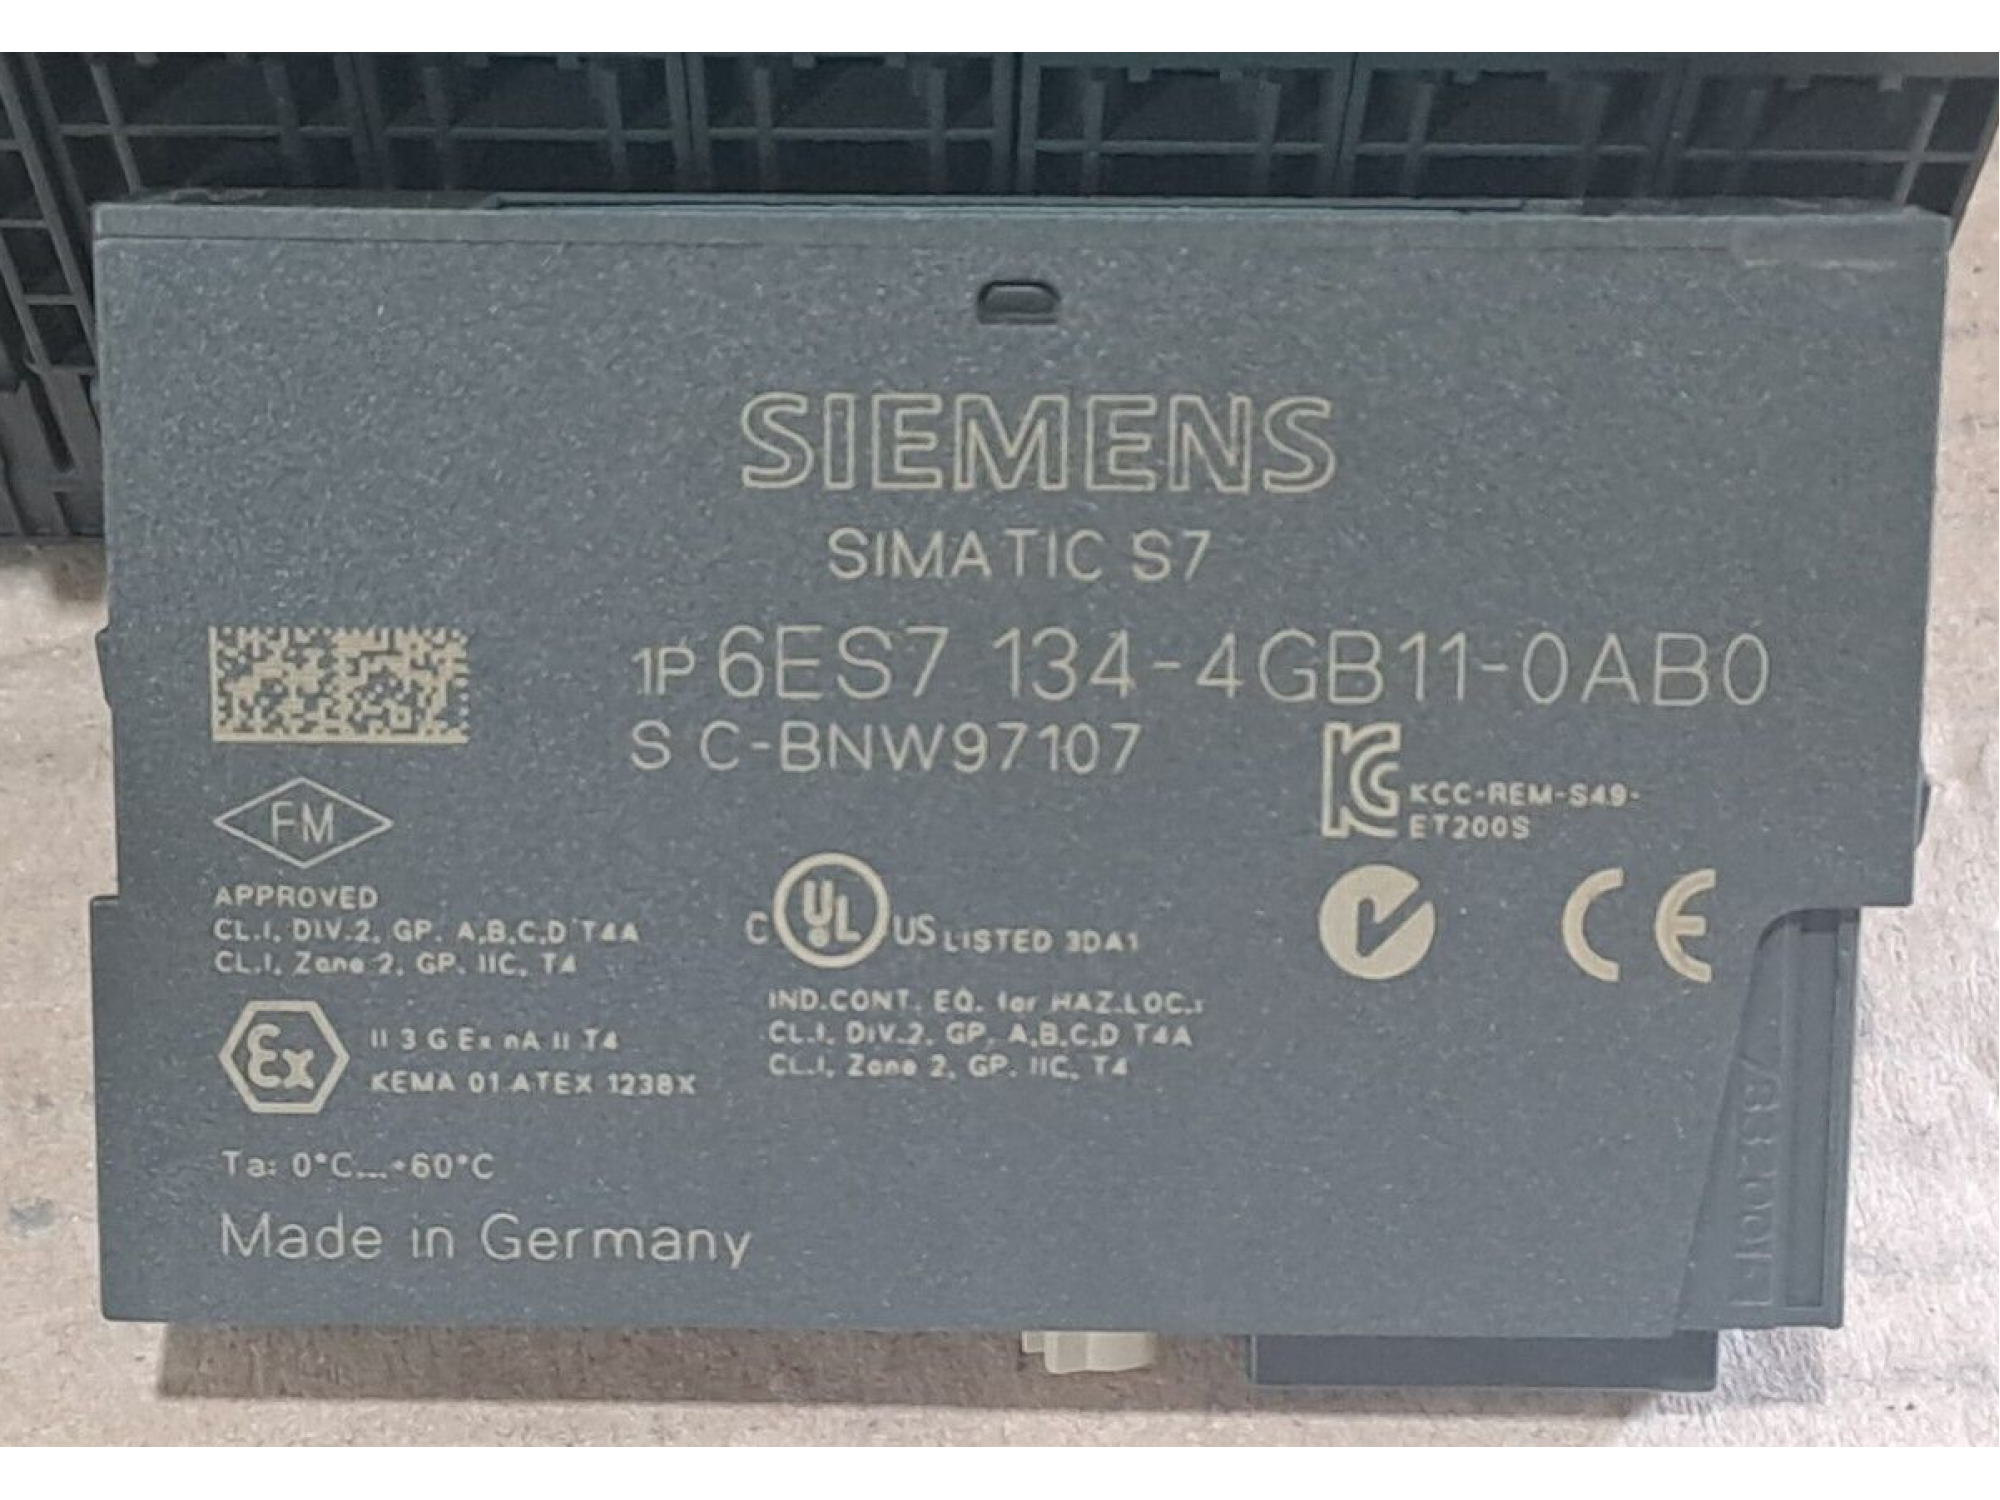 SIEMENS
SIMATIC S7
1P 6ES7 134-4GB11-0AB0
S C-BNW97107
KCC-REM-S49-
ET200S
FM
APPROVED
CL.I, DIV.2, GP. A,B,C,D T4A
CL.I, Zone 2, GP. IIC, T4
C UL US LISTED 3DA1
IND.CONT. EQ. for HAZ.LOC.:
CL.I, DIV.2, GP. A,B,C,D T4A
CL.I, Zone 2, GP. IIC, T4
CE
Ex
II 3 G Ex nA II T4
KEMA 01 ATEX 1238X
Ta: 0°C...+60°C
Made in Germany